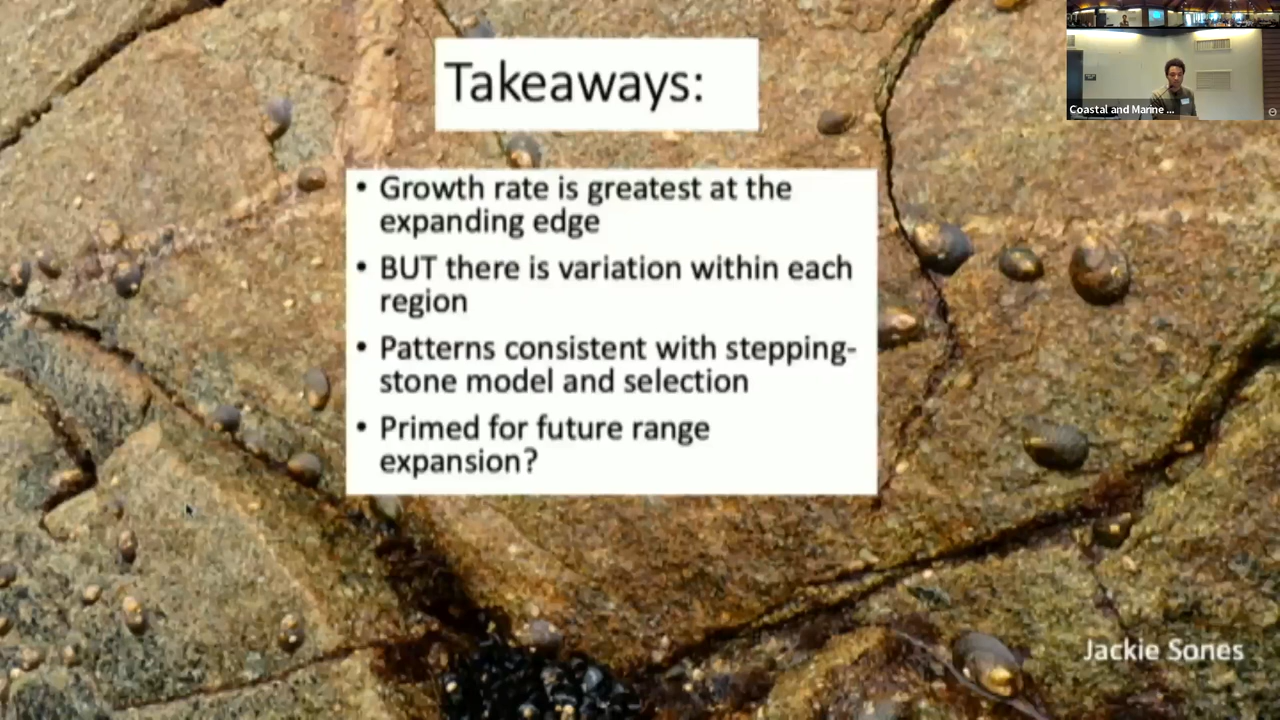 Takeaways:
Coastal and Marine ...
• Growth rate is greatest at the
expanding edge
• BUT there is variation within each
region
• Patterns consistent with stepping-
stone model and selection
• Primed for future range
expansion?
Jackie Sones